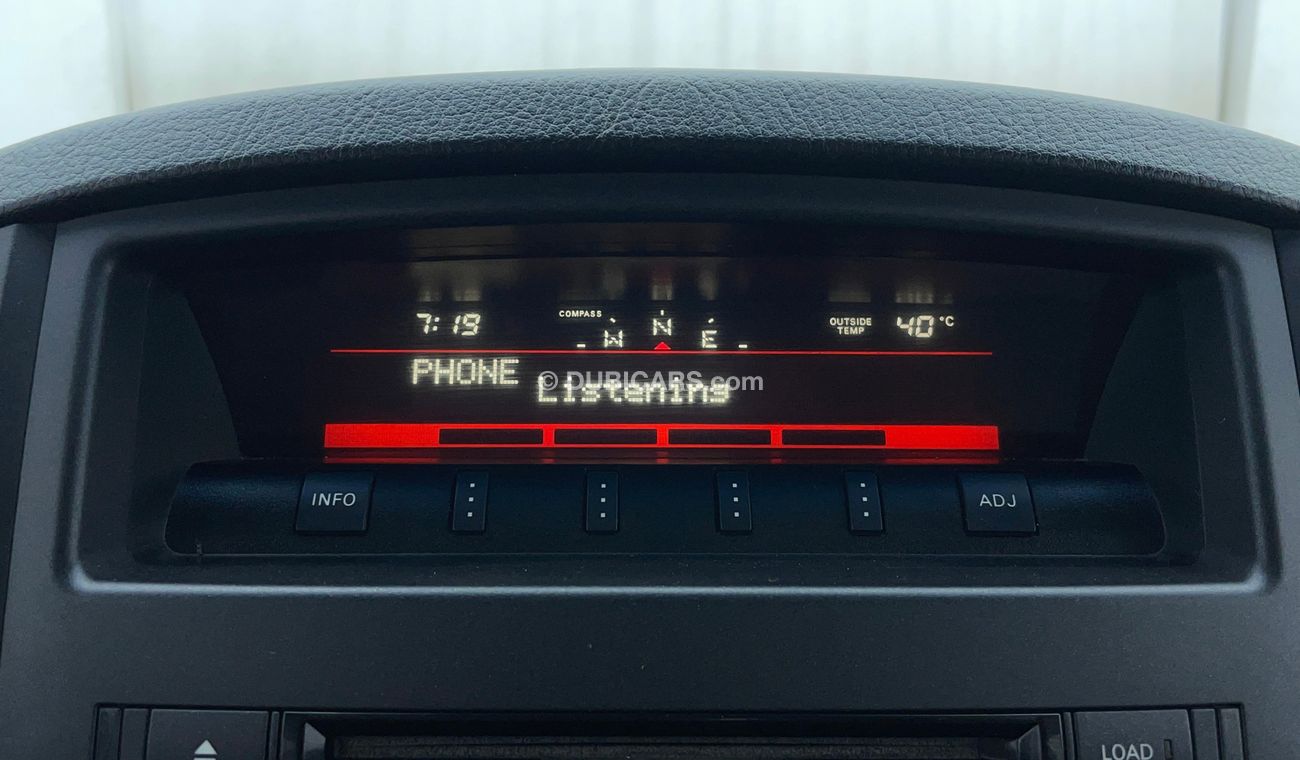 7:19 COMPASS W N E OUTSIDE TEMP 40 °C
PHONE
Listening
© DUBICARS.com
INFO ADJ
LOAD